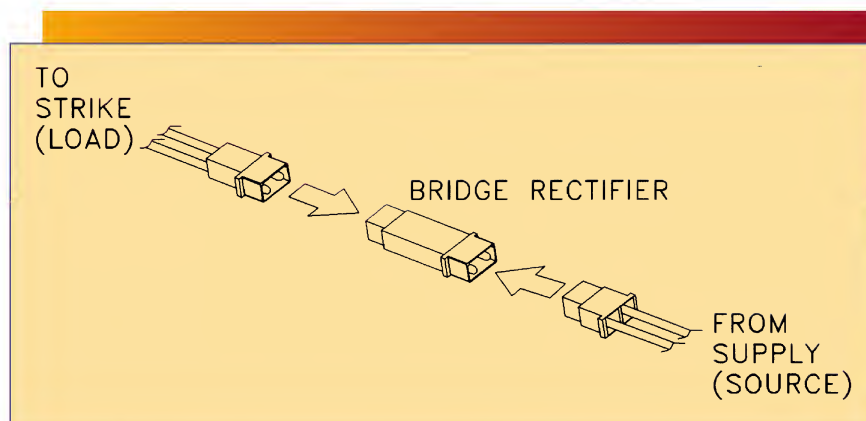 TO
STRIKE
(LOAD)
BRIDGE RECTIFIER
FROM
SUPPLY
(SOURCE)